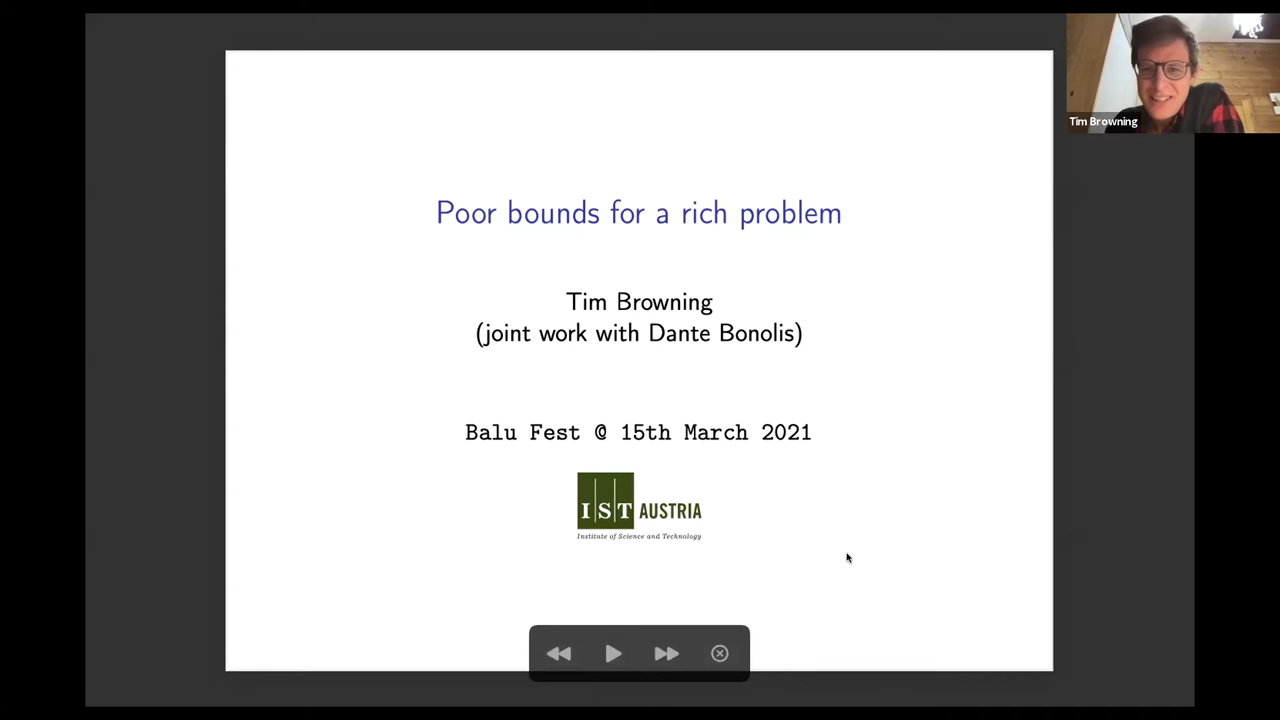 Poor bounds for a rich problem
Tim Browning
(joint work with Dante Bonolis)
Balu Fest @ 15th March 2021
IST AUSTRIA
Institute of Science and Technology
Tim Browning